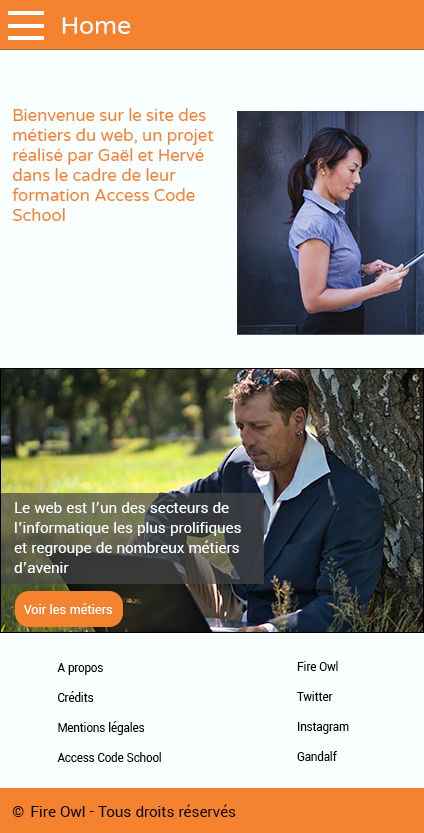 Home
Bienvenue sur le site des
métiers du web, un projet
réalisé par Gaël et Hervé
dans le cadre de leur
formation Access Code
School
Le web est l'un des secteurs de
l'informatique les plus prolifiques
et regroupe de nombreux métiers
d'avenir
Voir les métiers
A propos
Crédits
Mentions légales
Access Code School
Fire Owl
Twitter
Instagram
Gandalf
© Fire Owl - Tous droits réservés